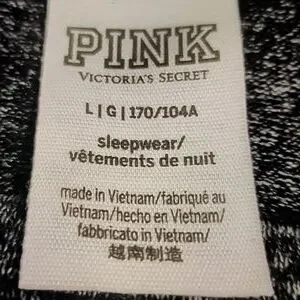 PINK
VICTORIA'S SECRET
L | G | 170/104A
sleepwear/
vêtements de nuit
made in Vietnam/fabriqué au
Vietnam/hecho en Vietnam/
fabbricato in Vietnam/
越南制造